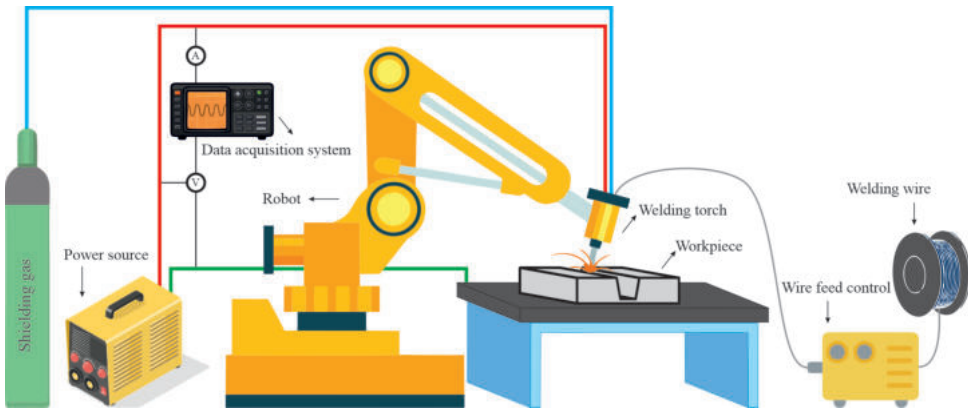 A
Data acquisition system
V
Robot
Welding torch
Welding wire
Workpiece
Power source
Wire feed control
Shielding gas